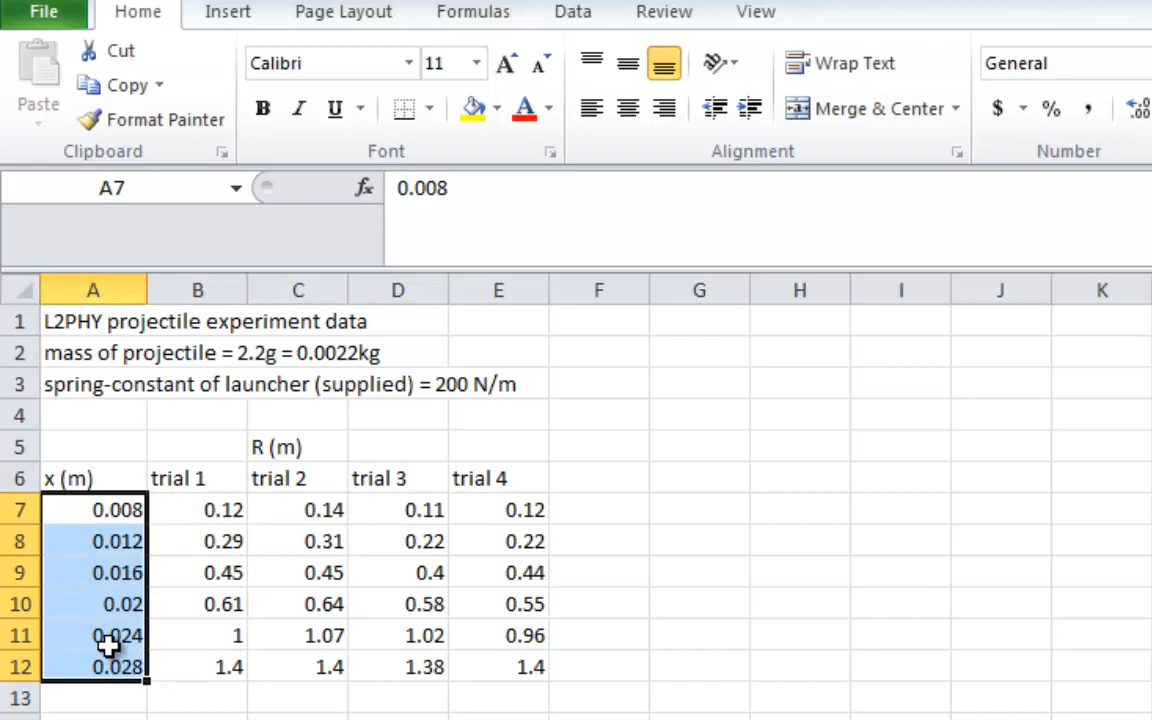 File Home Insert Page Layout Formulas Data Review View
Paste Cut
Copy
Format Painter
Calibri 11 A A
B I U A
Wrap Text
Merge & Center
General
$ % , .00
Clipboard Font Alignment Number
A7 fx 0.008
A B C D E F G H I J K
1 L2PHY projectile experiment data
2 mass of projectile = 2.2g = 0.0022kg
3 spring-constant of launcher (supplied) = 200 N/m
4
5 R (m)
6 x (m) trial 1 trial 2 trial 3 trial 4
7 0.008 0.12 0.14 0.11 0.12
8 0.012 0.29 0.31 0.22 0.22
9 0.016 0.45 0.45 0.4 0.44
10 0.02 0.61 0.64 0.58 0.55
11 0.024 1 1.07 1.02 0.96
12 0.028 1.4 1.4 1.38 1.4
13